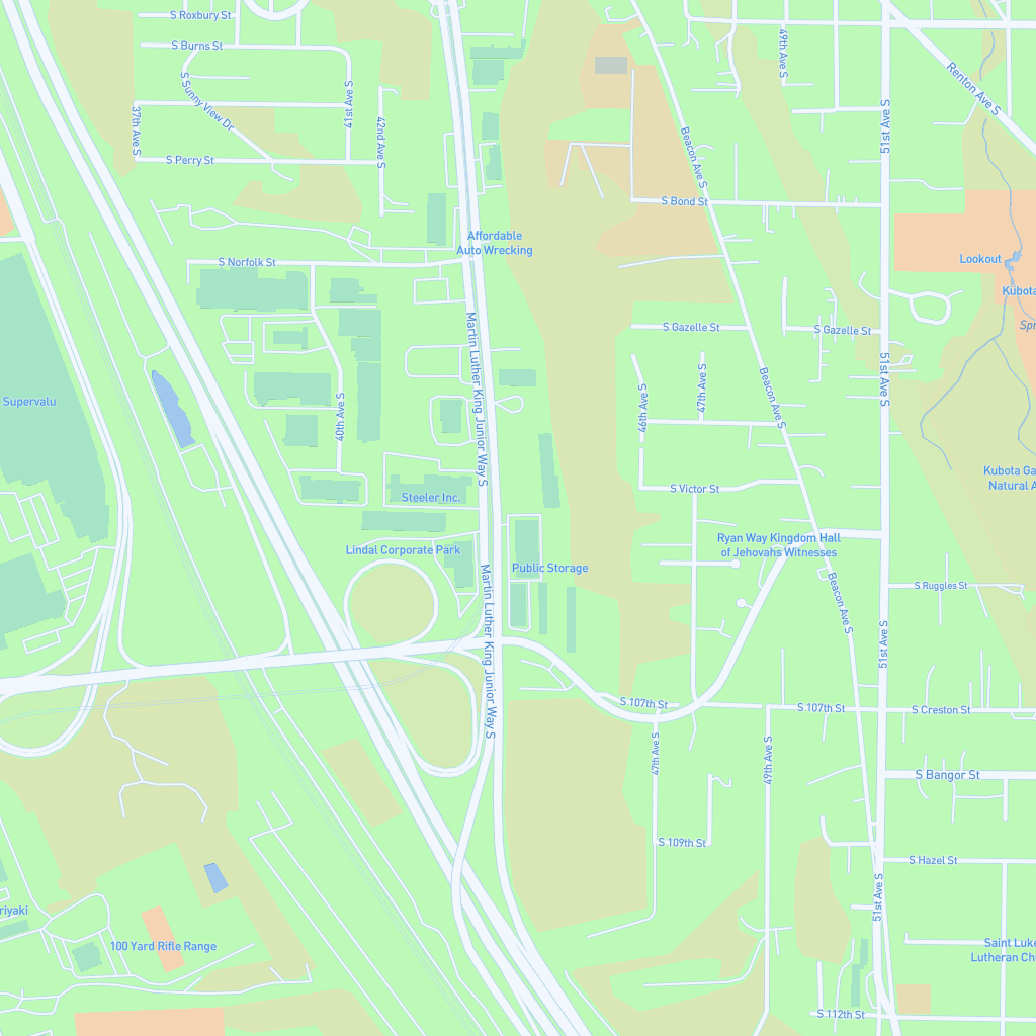 S Roxbury St
S Burns St
S Sunny View Dr
37th Ave S
41st Ave S
42nd Ave S
S Perry St
49th Ave S
Renton Ave S
51st Ave S
Beacon Ave S
S Bond St
Affordable
Auto Wrecking
S Norfolk St
Lookout
Kubota
Spr
S Gazelle St
S Gazelle St
Martin Luther King Junior Way S
51st Ave S
Beacon Ave S
47th Ave S
46th Ave S
40th Ave S
Supervalu
Kubota Ga
Natural A
S Victor St
Steeler Inc.
Lindal Corporate Park
Ryan Way Kingdom Hall
of Jehovahs Witnesses
Public Storage
Martin Luther King Junior Way S
Beacon Ave S
S Ruggles St
51st Ave S
S 107th St
S 107th St
S Creston St
47th Ave S
49th Ave S
S Bangor St
S 109th St
S Hazel St
51st Ave S
riyaki
100 Yard Rifle Range
Saint Luke
Lutheran Ch
S 112th St